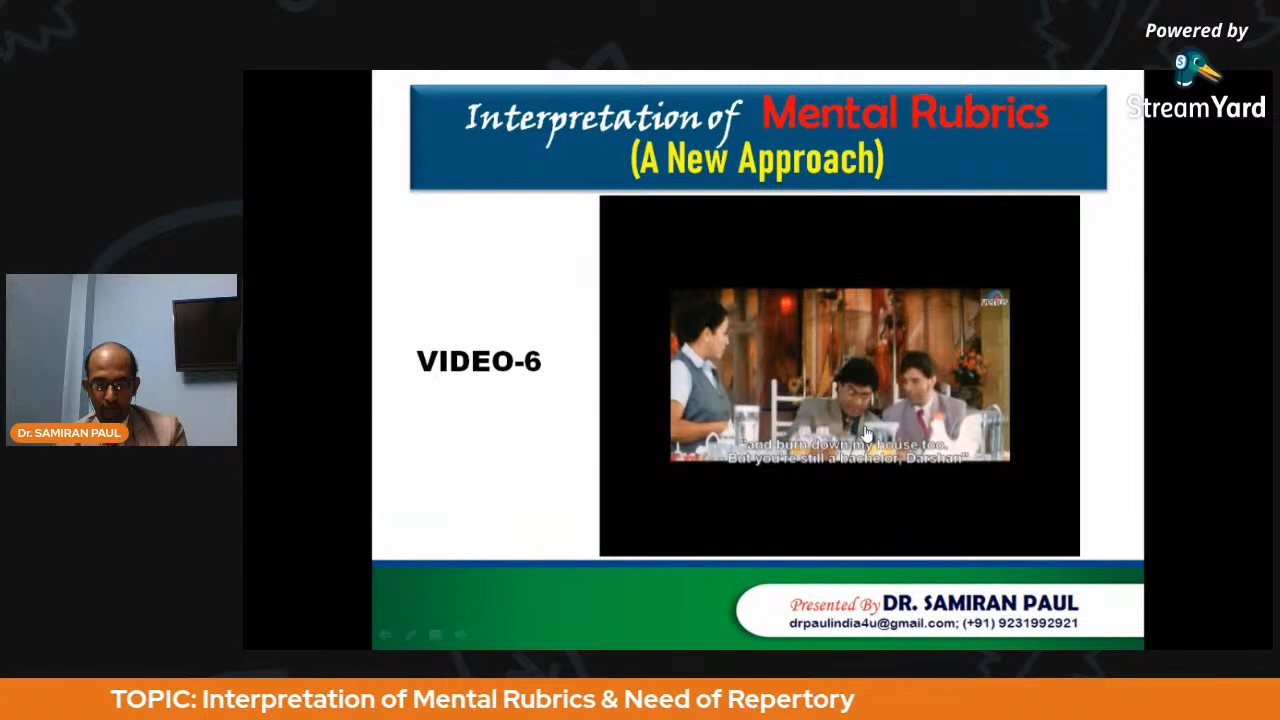 Powered by
StreamYard
Interpretation of Mental Rubrics
(A New Approach)
VIDEO-6
venus
"and burn down my house too.
But you're still a bachelor, Darshan"
Dr. SAMIRAN PAUL
Presented By DR. SAMIRAN PAUL
drpaulindia4u@gmail.com; (+91) 9231992921
TOPIC: Interpretation of Mental Rubrics & Need of Repertory